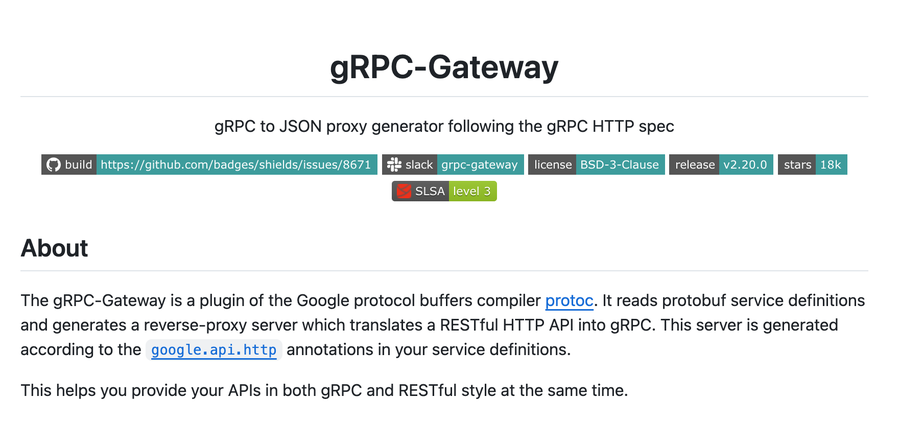 gRPC-Gateway
gRPC to JSON proxy generator following the gRPC HTTP spec
build https://github.com/badges/shields/issues/8671 slack grpc-gateway license BSD-3-Clause release v2.20.0 stars 18k
SLSA level 3
About
The gRPC-Gateway is a plugin of the Google protocol buffers compiler protoc. It reads protobuf service definitions
and generates a reverse-proxy server which translates a RESTful HTTP API into gRPC. This server is generated
according to the google.api.http annotations in your service definitions.
This helps you provide your APIs in both gRPC and RESTful style at the same time.